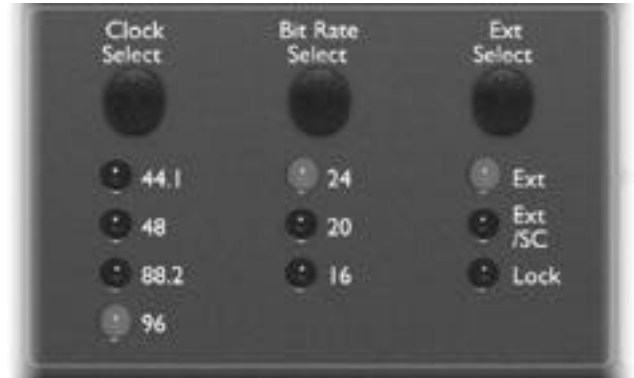 Clock
Select
Bit Rate
Select
Ext
Select
44.1
48
88.2
96
24
20
16
Ext
Ext
/SC
Lock